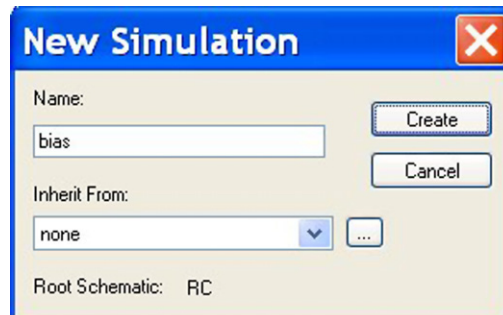 New Simulation
Name:
Create
bias
Cancel
Inherit From:
none
...
Root Schematic: RC